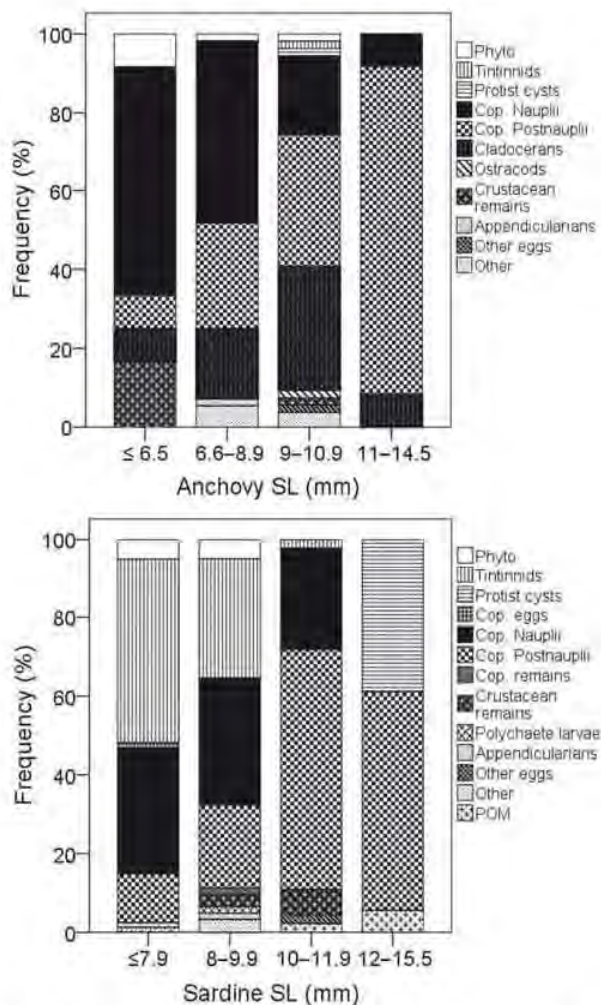 100
80
60
40
20
0
Frequency (%)
≤ 6.5
6.6–8.9
9–10.9
11–14.5
Anchovy SL (mm)
Phyto
Tintinnids
Protist cysts
Cop. Nauplii
Cop. Postnauplii
Cladocerans
Ostracods
Crustacean
remains
Appendicularians
Other eggs
Other
100
80
60
40
20
0
Frequency (%)
≤7.9
8–9.9
10–11.9
12–15.5
Sardine SL (mm)
Phyto
Tintinnids
Protist cysts
Cop. eggs
Cop. Nauplii
Cop. Postnauplii
Cop. remains
Crustacean
remains
Polychaete larvae
Appendicularians
Other eggs
Other
POM